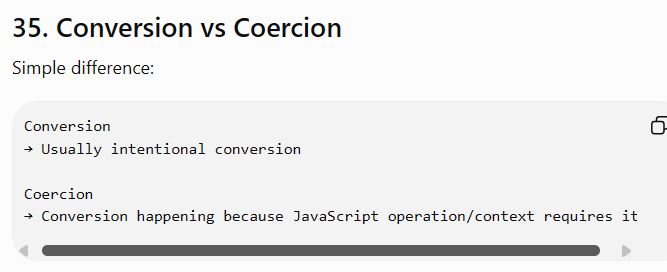 35. Conversion vs Coercion
Simple difference:
Conversion
→ Usually intentional conversion
Coercion
→ Conversion happening because JavaScript operation/context requires it